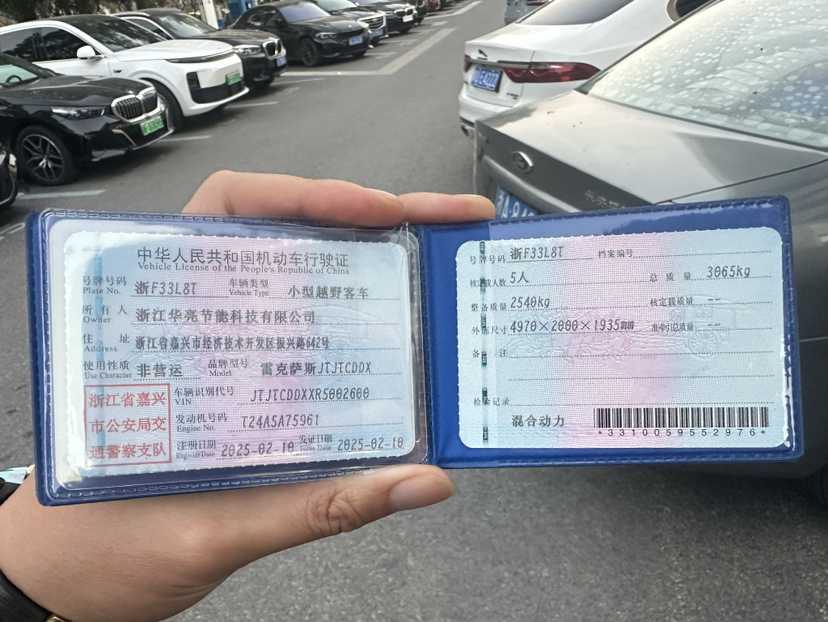 中华人民共和国机动车行驶证
Vehicle License of the People's Republic of China
号牌号码 浙F33L8T 车辆类型 小型越野客车
Plate No. Vehicle Type
所有人 浙江华亮节能科技有限公司
Owner
住址 浙江省嘉兴市经济技术开发区振兴路642号
Address
使用性质 非营运 品牌型号 雷克萨斯JTJTCDDX
Use Character Model
浙江省嘉兴
市公安局交
通警察支队
车辆识别代号 JTJTCDDXXR5002600
VIN
发动机号码 T24A5A75961
Engine No.
注册日期 2025-02-10 发证日期 2025-02-10
Register Date Issue Date
号牌号码 浙F33L8T 档案编号
核定载人数 5人 总质量 3065kg
整备质量 2540kg 核定载质量 --
外廓尺寸 4970×2000×1935mm 准牵引总质量 --
备注
检验记录
混合动力
*3310059552976*